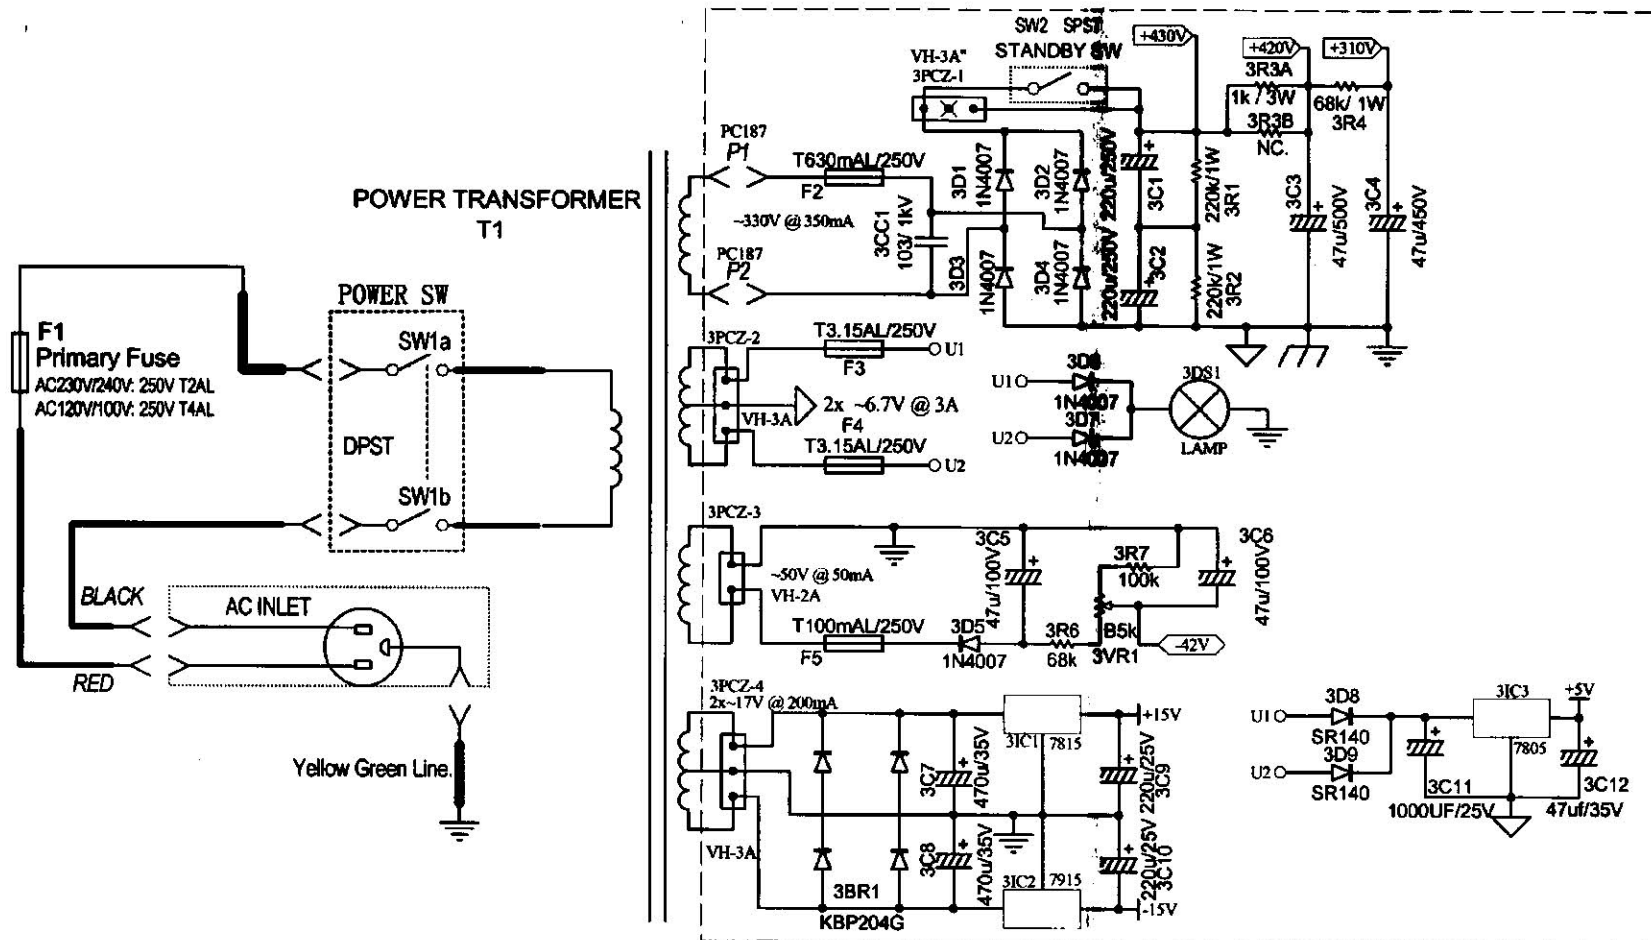 POWER TRANSFORMER
T1
POWER SW
SW1a
DPST
SW1b
F1
Primary Fuse
AC230V/240V: 250V T2AL
AC120V/100V: 250V T4AL
BLACK
RED
AC INLET
Yellow Green Line.
SW2 SPST
STANDBY SW
VH-3A"
3PCZ-1
+430V
+420V
+310V
3R3A
1k / 3W
3R3B
NC.
68k/ 1W
3R4
PC187
P1
T630mAL/250V
F2
~330V @ 350mA
PC187
P2
3CC1
103/ 1kV
3D1
1N4007
3D2
1N4007
3D3
1N4007
3D4
1N4007
220u/250V
3C1
220u/250V
3C2
220k/1W
3R1
220k/1W
3R2
3C3
47u/500V
3C4
47u/450V
3PCZ-2
T3.15AL/250V
F3
U1
VH-3A
2x ~6.7V @ 3A
F4
T3.15AL/250V
U2
U1
3D6
1N4007
U2
3D7
1N4007
3DS1
LAMP
3PCZ-3
~50V @ 50mA
VH-2A
T100mAL/250V
F5
3D5
1N4007
3C5
47u/100V
3R6
68k
3R7
100k
B5k
3VR1
3C6
47u/100V
-42V
3PCZ-4
2x~17V @ 200mA
VH-3A
3BR1
KBP204G
3C7
470u/35V
3C8
470u/35V
3IC1
7815
3IC2
7915
220u/25V
3C9
220u/25V
3C10
+15V
-15V
U1
3D8
SR140
U2
3D9
SR140
3C11
1000UF/25V
3IC3
7805
+5V
3C12
47uf/35V